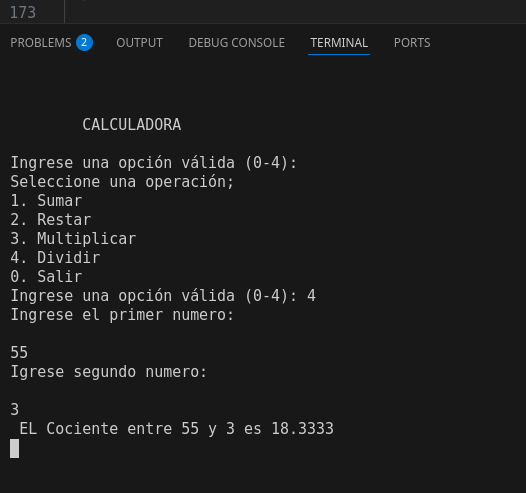 173
PROBLEMS 2 OUTPUT DEBUG CONSOLE TERMINAL PORTS
CALCULADORA
Ingrese una opción válida (0-4):
Seleccione una operación;
1. Sumar
2. Restar
3. Multiplicar
4. Dividir
0. Salir
Ingrese una opción válida (0-4): 4
Ingrese el primer numero:
55
Igrese segundo numero:
3
EL Cociente entre 55 y 3 es 18.3333